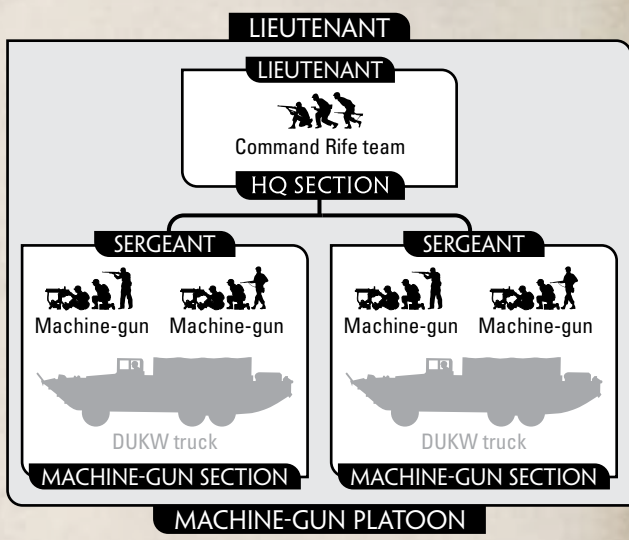 LIEUTENANT
LIEUTENANT
Command Rife team
HQ SECTION
SERGEANT
Machine-gun Machine-gun
DUKW truck
MACHINE-GUN SECTION
SERGEANT
Machine-gun Machine-gun
DUKW truck
MACHINE-GUN SECTION
MACHINE-GUN PLATOON